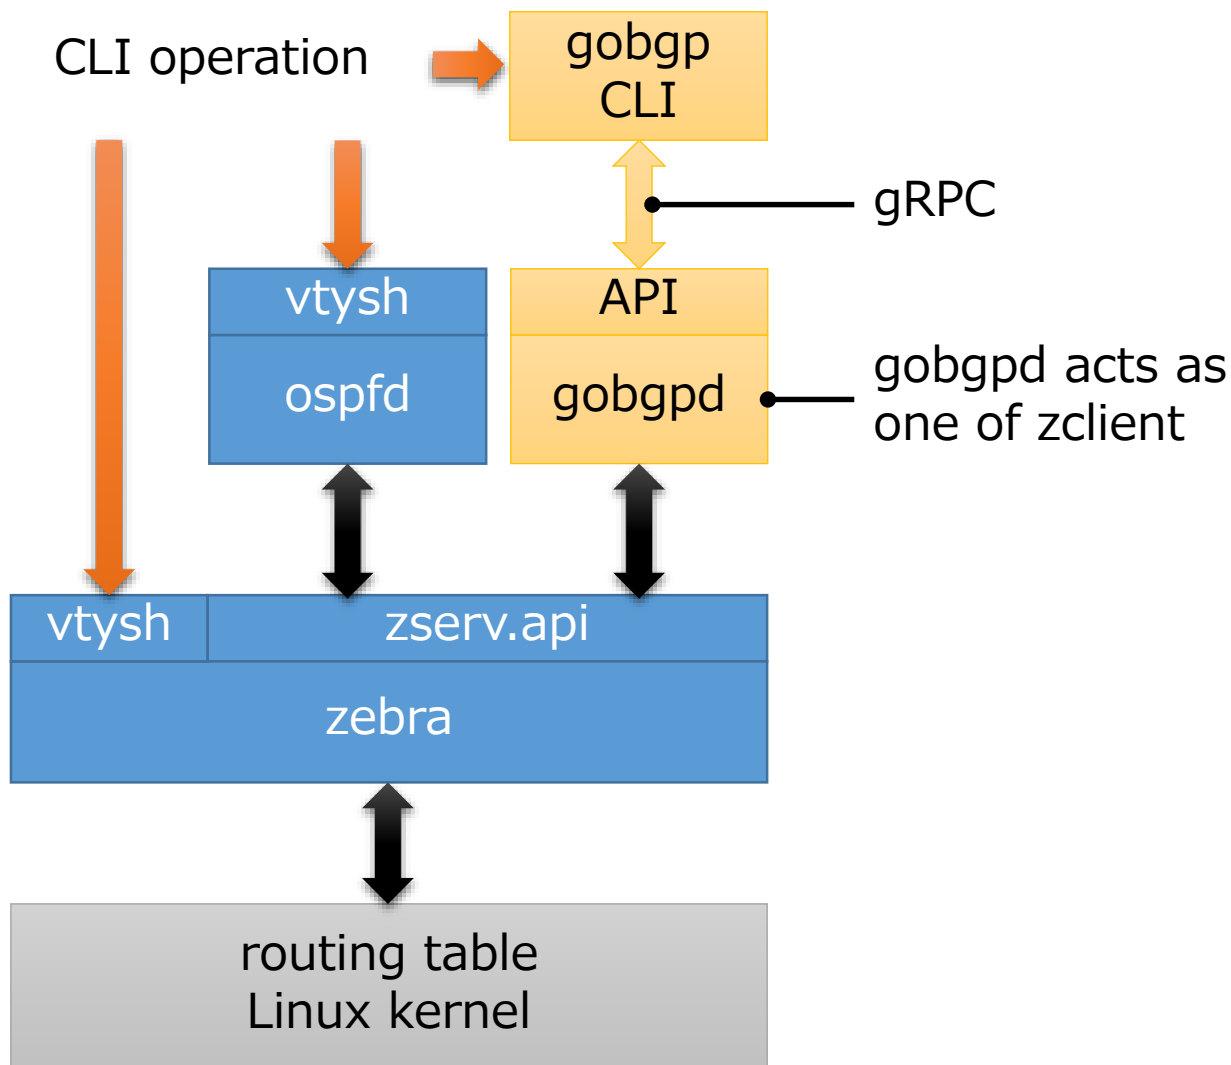 CLI operation
gobgp
CLI
gRPC
vtysh
API
ospfd
gobgpd
gobgpd acts as
one of zclient
vtysh
zserv.api
zebra
routing table
Linux kernel